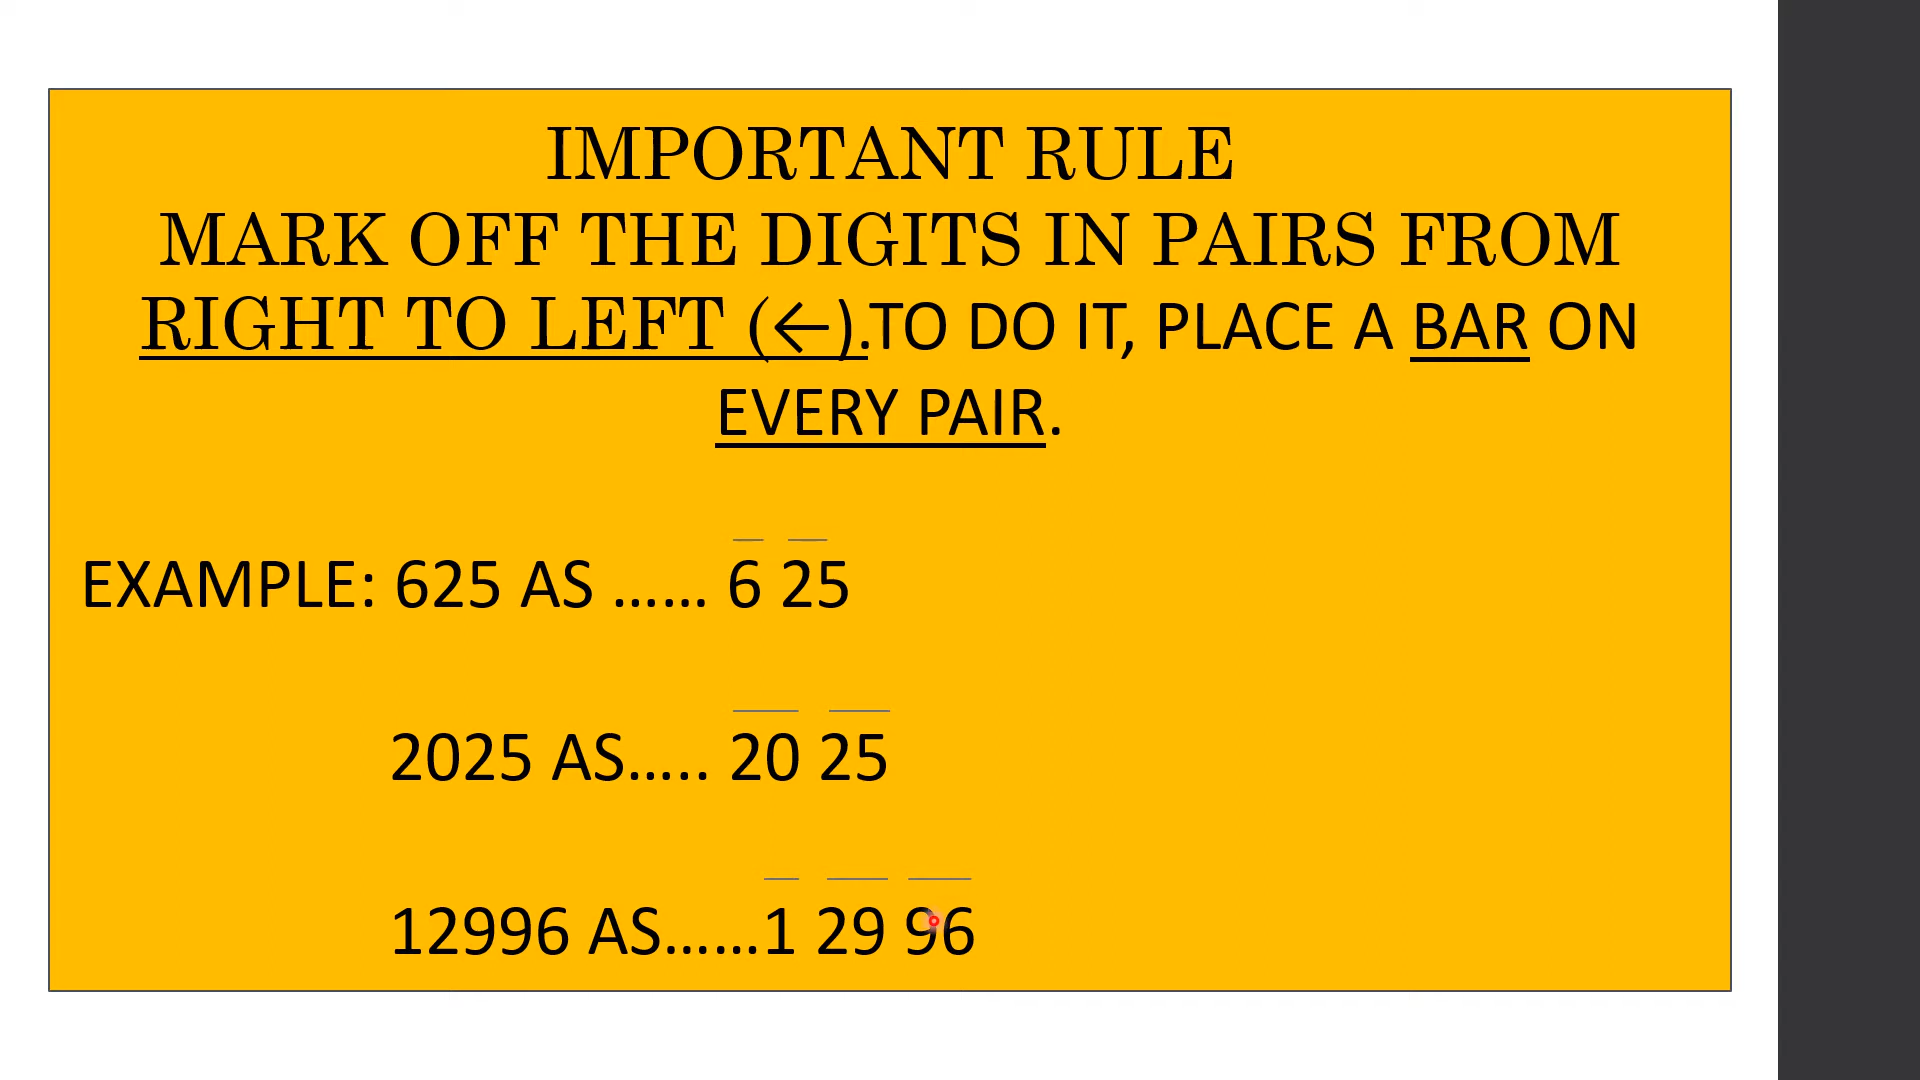 IMPORTANT RULE
MARK OFF THE DIGITS IN PAIRS FROM
RIGHT TO LEFT (←).TO DO IT, PLACE A BAR ON
EVERY PAIR.
EXAMPLE: 625 AS …… 6 25
2025 AS….. 20 25
12996 AS……1 29 96